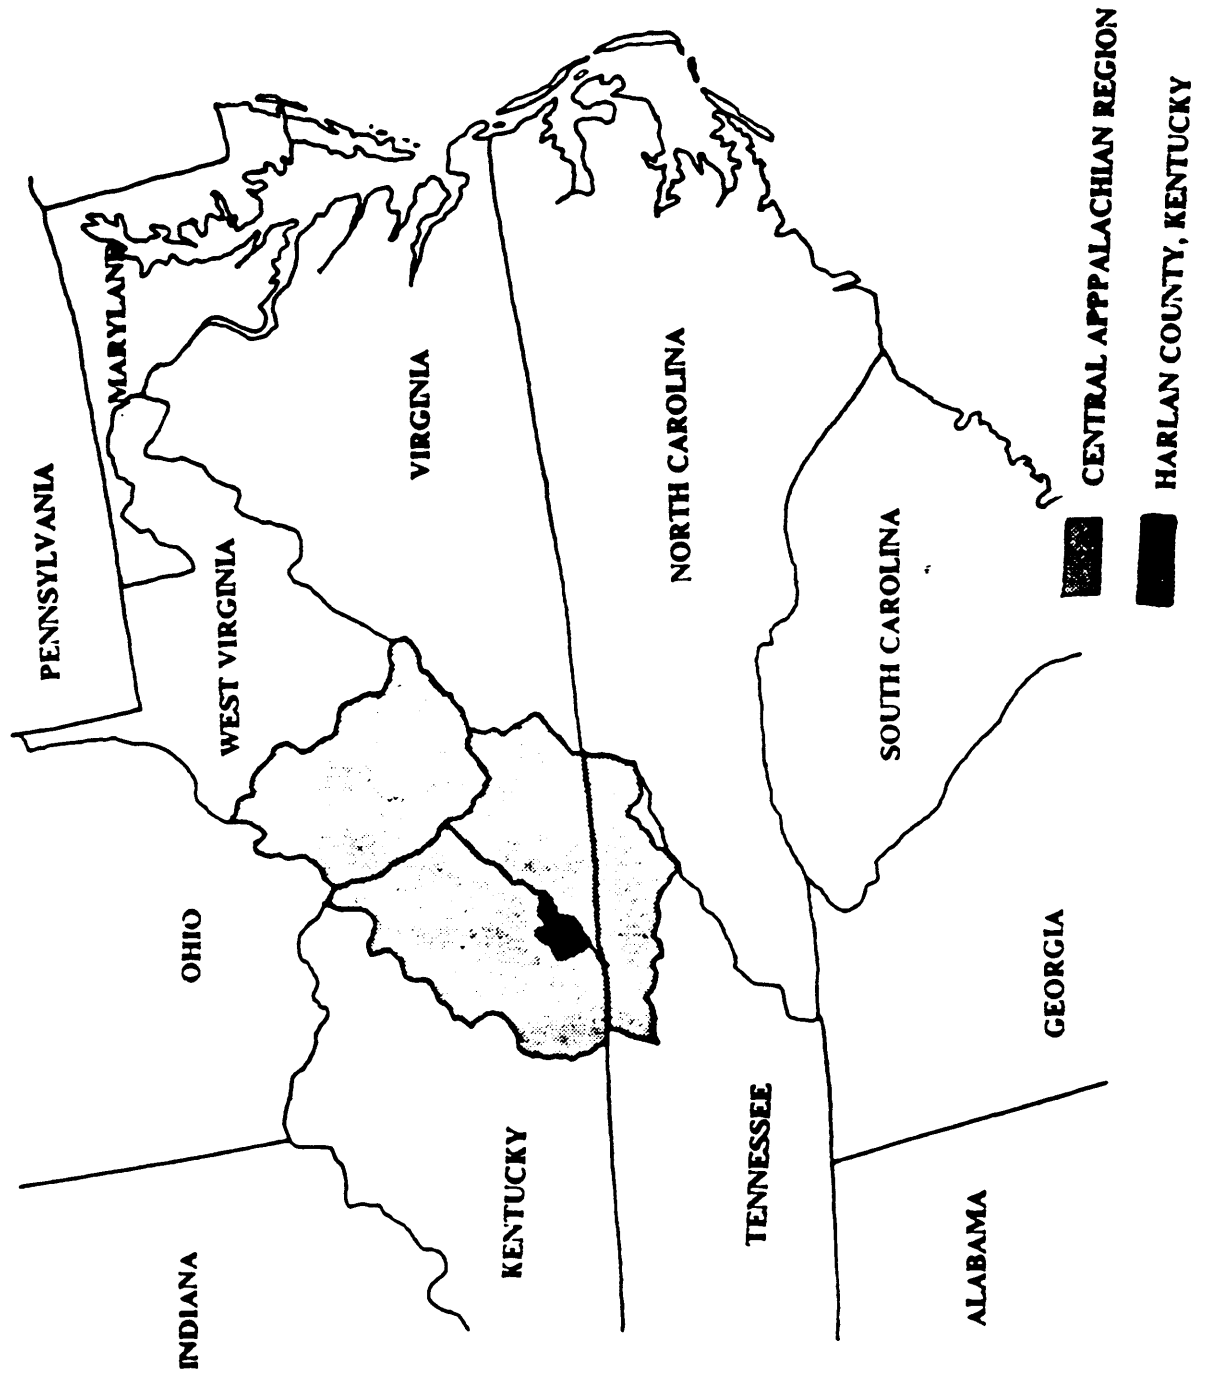 PENNSYLVANIA
MARYLAND
OHIO
INDIANA
WEST VIRGINIA
VIRGINIA
KENTUCKY
NORTH CAROLINA
TENNESSEE
SOUTH CAROLINA
GEORGIA
ALABAMA
CENTRAL APPPALACHIAN REGION
HARLAN COUNTY, KENTUCKY